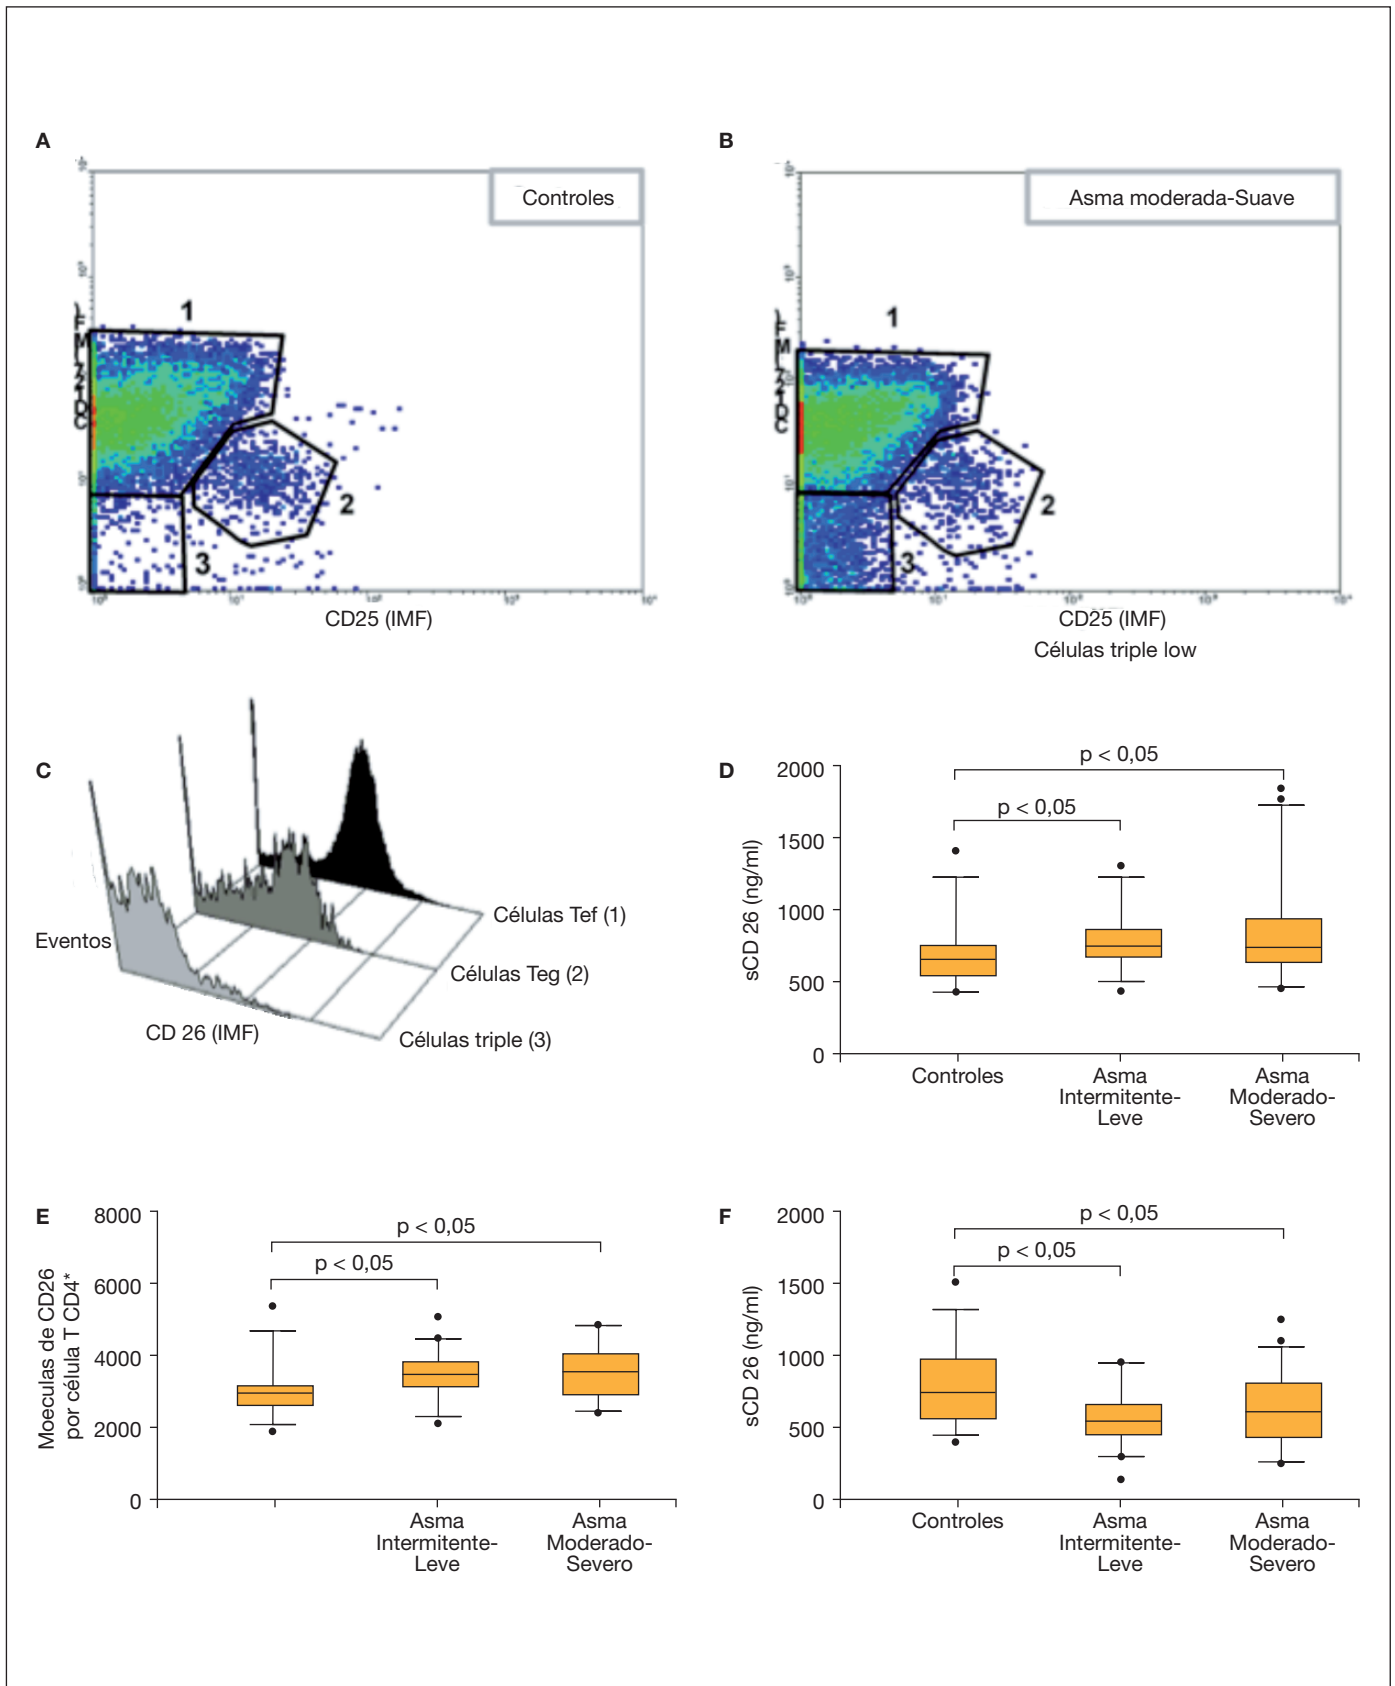 A
Controles
1
2
3
CD25 (IMF)
B
Asma moderada-Suave
1
2
3
CD25 (IMF)
Células triple low
C
Eventos
CD 26 (IMF)
Células Tef (1)
Células Teg (2)
Células triple (3)
D
sCD 26 (ng/ml)
2000
1500
1000
500
0
p < 0,05
p < 0,05
Controles
Asma
Intermitente-
Leve
Asma
Moderado-
Severo
E
Moeculas de CD26
por célula T CD4*
8000
6000
4000
2000
0
p < 0,05
p < 0,05
Asma
Intermitente-
Leve
Asma
Moderado-
Severo
F
sCD 26 (ng/ml)
2000
1500
1000
500
0
p < 0,05
p < 0,05
Controles
Asma
Intermitente-
Leve
Asma
Moderado-
Severo